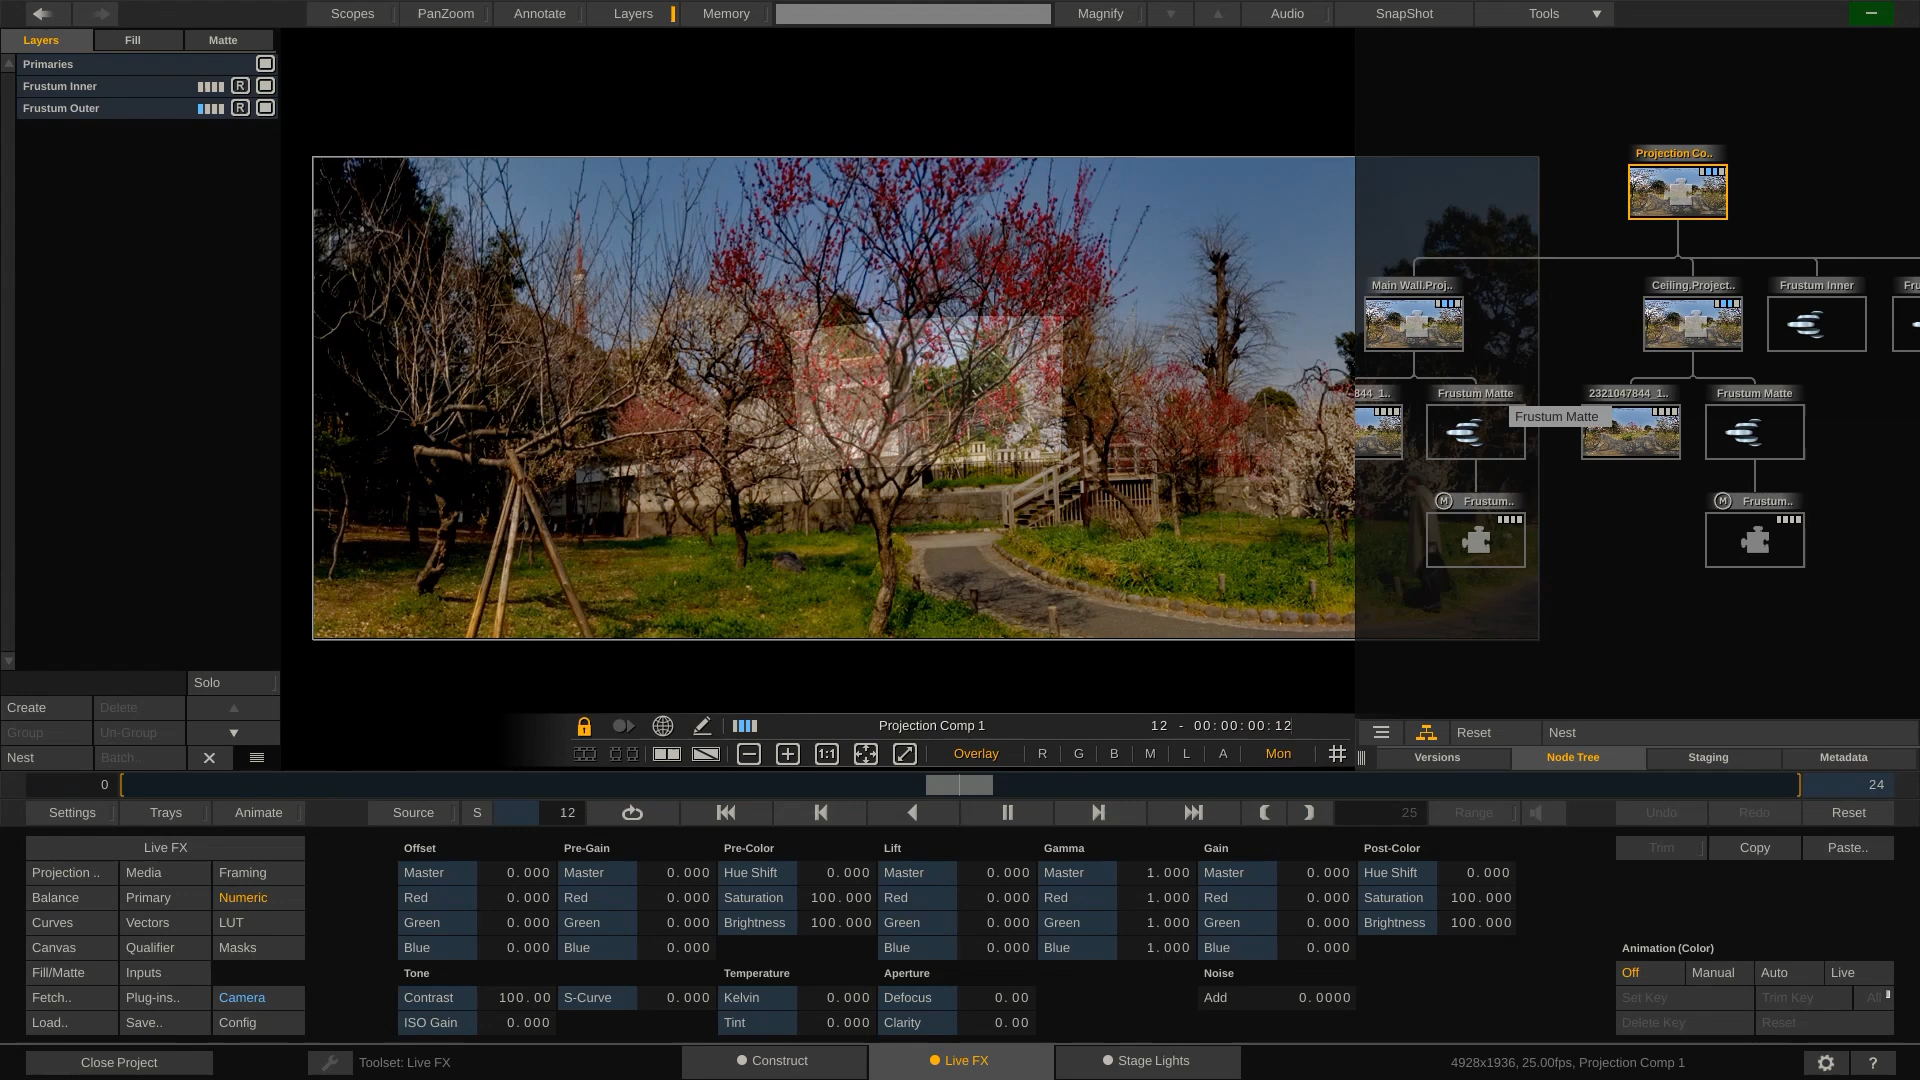 Scopes PanZoom Annotate Layers Memory Magnify Audio SnapShot Tools
Layers Fill Matte
Primaries
Frustum Inner R
Frustum Outer R
Projection Co..
Main Wall.Proj.. Ceiling.Project.. Frustum Inner Fru
844_1.. Frustum Matte 2321047844_1.. Frustum Matte
Frustum Matte
M Frustum.. M Frustum..
Solo
Create Delete
Group Un-Group
Nest Batch..
Projection Comp 1 12 - 00:00:00:12
1:1 Overlay R G B M L A Mon
Reset Nest
Versions Node Tree Staging Metadata
0 24
Settings Trays Animate Source S 12 25 Range Undo Redo Reset
Live FX Trim Copy Paste..
Projection .. Media Framing
Balance Primary Numeric
Curves Vectors LUT
Canvas Qualifier Masks
Fill/Matte Inputs
Fetch.. Plug-ins.. Camera
Load.. Save.. Config
Offset Pre-Gain Pre-Color Lift Gamma Gain Post-Color
Master 0.000 Master 0.000 Hue Shift 0.000 Master 0.000 Master 1.000 Master 0.000 Hue Shift 0.000
Red 0.000 Red 0.000 Saturation 100.000 Red 0.000 Red 1.000 Red 0.000 Saturation 100.000
Green 0.000 Green 0.000 Brightness 100.000 Green 0.000 Green 1.000 Green 0.000 Brightness 100.000
Blue 0.000 Blue 0.000 Blue 0.000 Blue 1.000 Blue 0.000
Tone Temperature Aperture Noise
Contrast 100.00 S-Curve 0.000 Kelvin 0.000 Defocus 0.00 Add 0.0000
ISO Gain 0.000 Tint 0.000 Clarity 0.00
Animation (Color)
Off Manual Auto Live
Set Key Trim Key All
Delete Key Reset
Close Project Toolset: Live FX Construct Live FX Stage Lights 4928x1936, 25.00fps, Projection Comp 1 ?